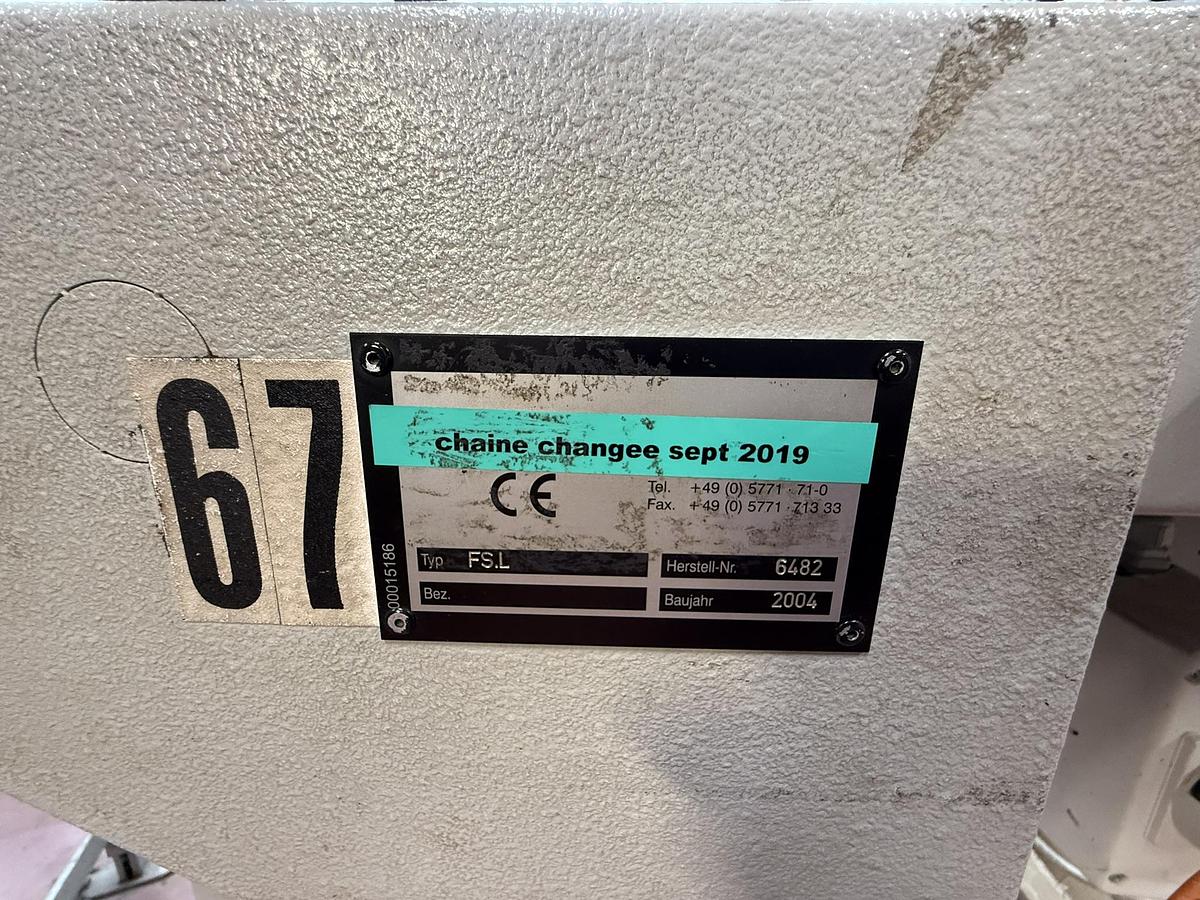 67
chaine changee sept 2019
CE
Tel. +49 (0) 5771 · 71-0
Fax. +49 (0) 5771 · 713 33
Typ FS.L
Herstell-Nr. 6482
Bez.
Baujahr 2004
00015186